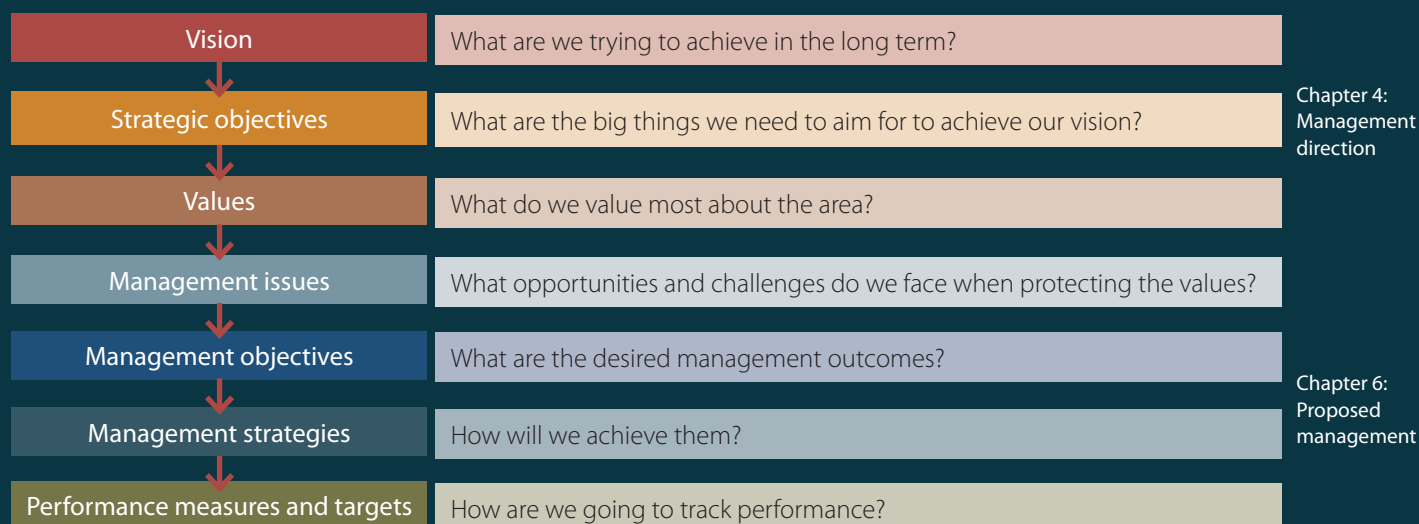 Vision
What are we trying to achieve in the long term?
Strategic objectives
What are the big things we need to aim for to achieve our vision?
Chapter 4:
Management
direction
Values
What do we value most about the area?
Management issues
What opportunities and challenges do we face when protecting the values?
Management objectives
What are the desired management outcomes?
Chapter 6:
Proposed
management
Management strategies
How will we achieve them?
Performance measures and targets
How are we going to track performance?